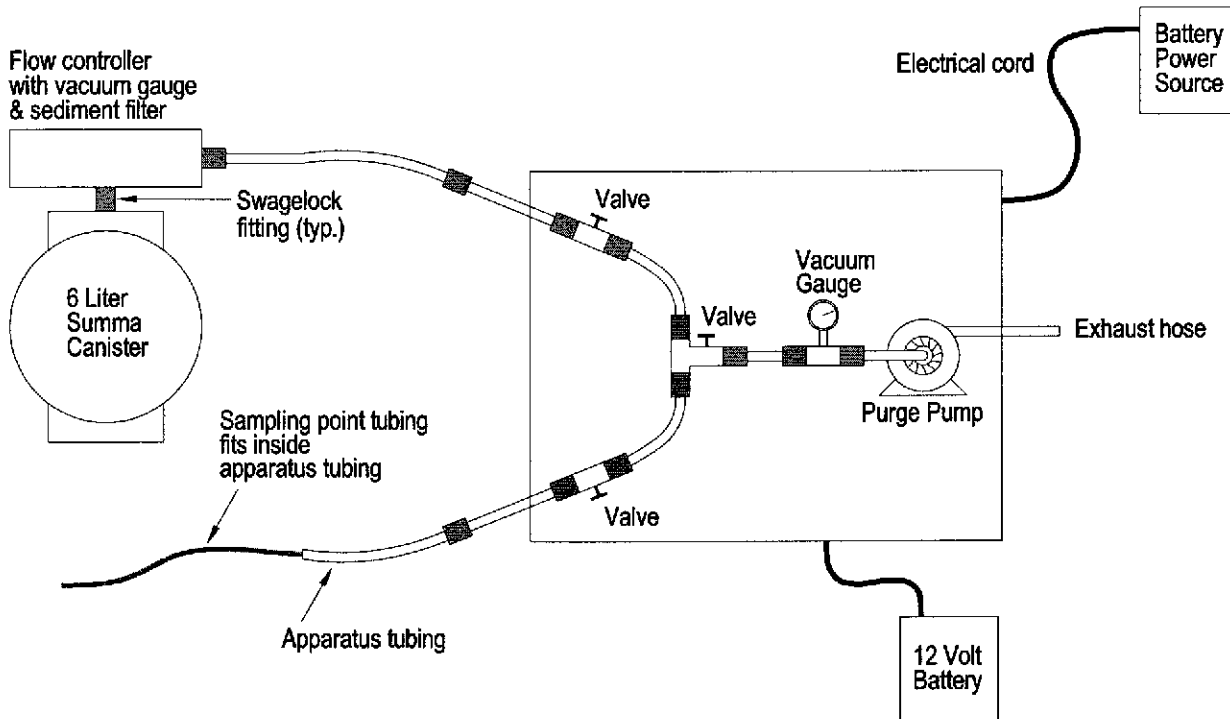 Flow controller
with vacuum gauge
& sediment filter
Electrical cord
Battery
Power
Source
Swagelock
fitting (typ.)
Valve
6 Liter
Summa
Canister
Vacuum
Gauge
Valve
Exhaust hose
Purge Pump
Sampling point tubing
fits inside
apparatus tubing
Valve
Apparatus tubing
12 Volt
Battery